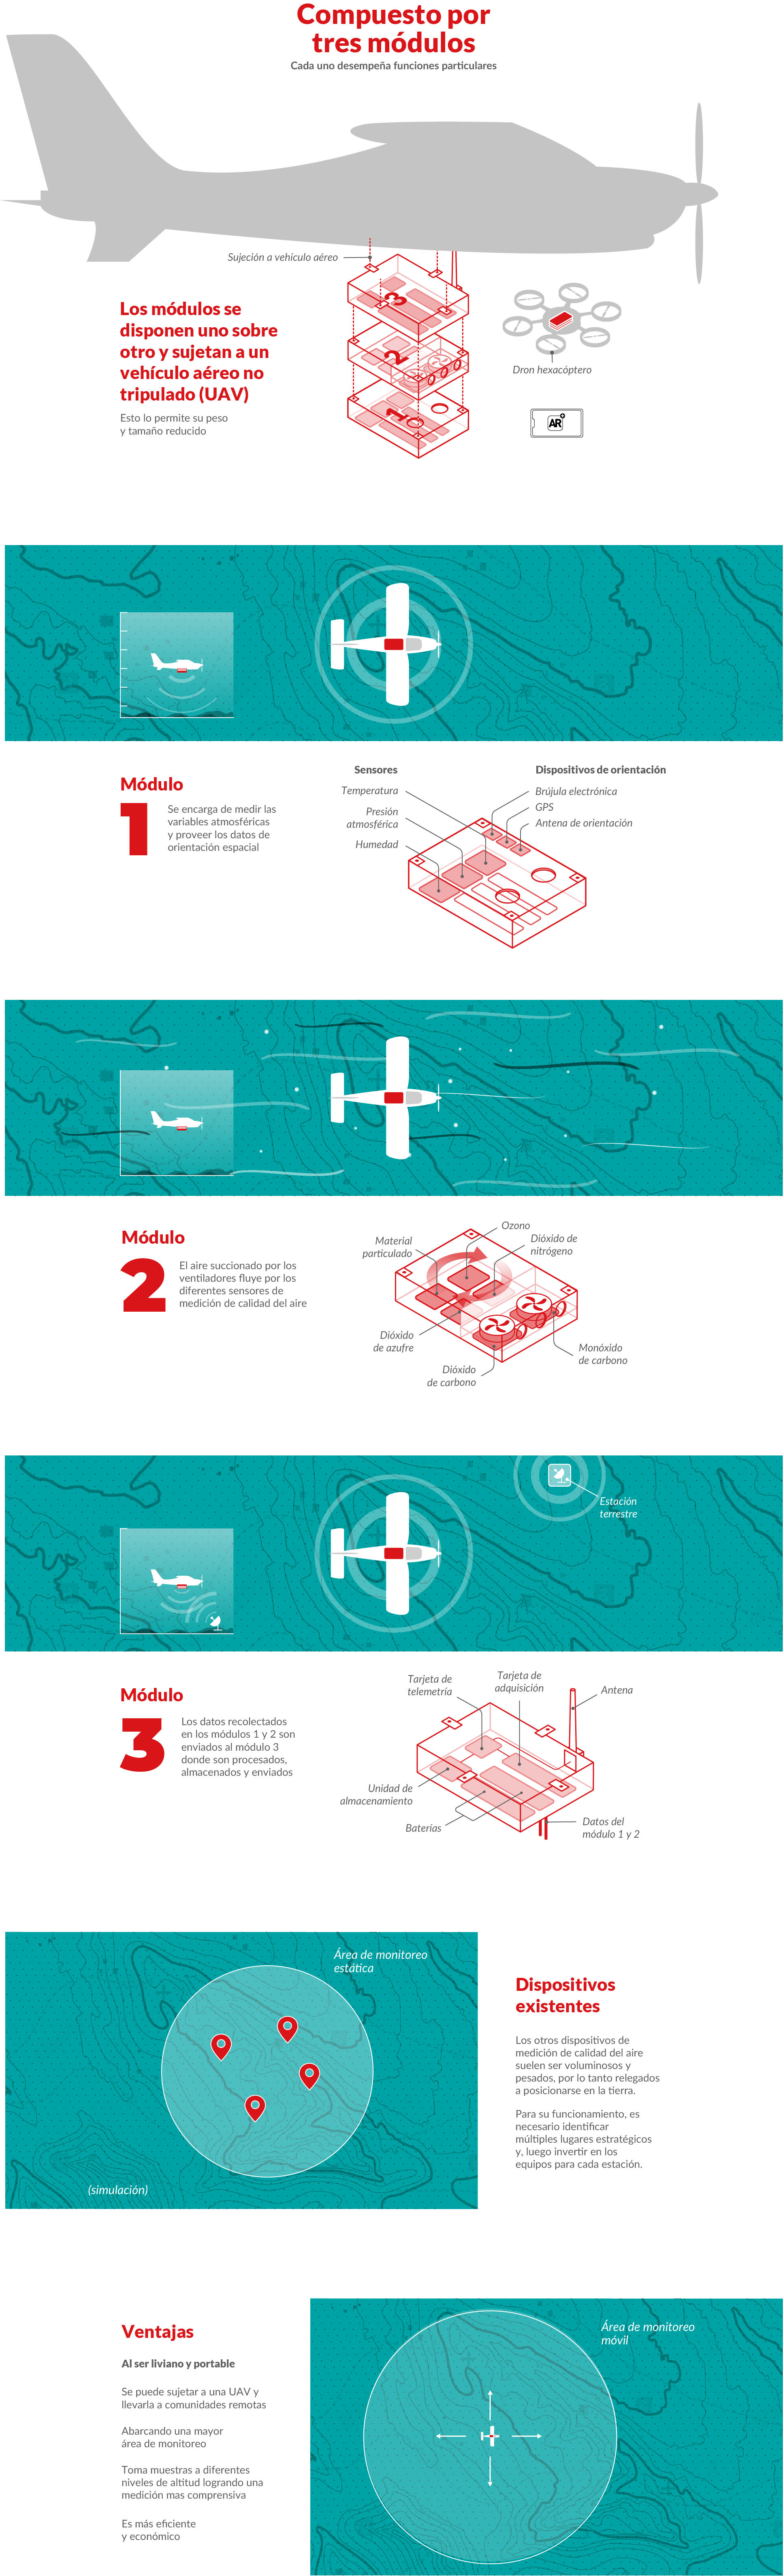 Compuesto por
tres módulos
Cada uno desempeña funciones particulares
Sujeción a vehículo aéreo
3
2
1
Los módulos se
disponen uno sobre
otro y sujetan a un
vehículo aéreo no
tripulado (UAV)
Esto lo permite su peso
y tamaño reducido
Dron hexacóptero
AR+
Módulo
1
Se encarga de medir las
variables atmosféricas
y proveer los datos de
orientación espacial
Sensores
Temperatura
Presión
atmosférica
Humedad
Dispositivos de orientación
Brújula electrónica
GPS
Antena de orientación
Módulo
2
El aire succionado por los
ventiladores fluye por los
diferentes sensores de
medición de calidad del aire
Ozono
Material
particulado
Dióxido de
nitrógeno
Dióxido
de azufre
Dióxido
de carbono
Monóxido
de carbono
Estación
terrestre
Módulo
3
Los datos recolectados
en los módulos 1 y 2 son
enviados al módulo 3
donde son procesados,
almacenados y enviados
Tarjeta de
telemetría
Tarjeta de
adquisición
Antena
Unidad de
almacenamiento
Baterías
Datos del
módulo 1 y 2
Área de monitoreo
estática
(simulación)
Dispositivos
existentes
Los otros dispositivos de
medición de calidad del aire
suelen ser voluminosos y
pesados, por lo tanto relegados
a posicionarse en la tierra.
Para su funcionamiento, es
necesario identificar
múltiples lugares estratégicos
y, luego invertir en los
equipos para cada estación.
Ventajas
Al ser liviano y portable
Se puede sujetar a una UAV y
llevarla a comunidades remotas
Abarcando una mayor
área de monitoreo
Toma muestras a diferentes
niveles de altitud logrando una
medición mas comprensiva
Es más eficiente
y económico
Área de monitoreo
móvil